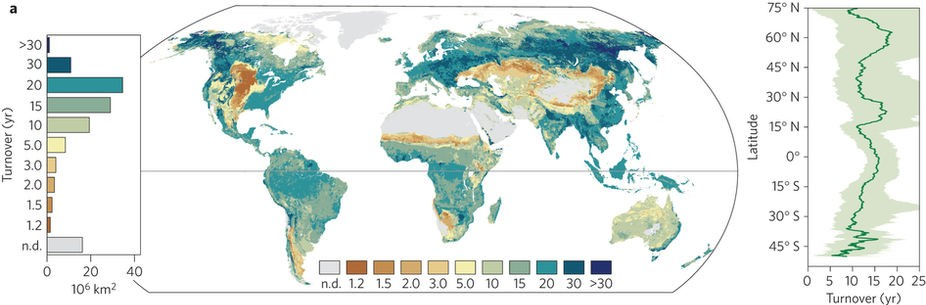 a
Turnover (yr)
>30
30
20
15
10
5.0
3.0
2.0
1.5
1.2
n.d.
0 20 40
10⁶ km²
n.d. 1.2 1.5 2.0 3.0 5.0 10 15 20 30 >30
Latitude
75° N
60° N
45° N
30° N
15° N
0°
15° S
30° S
45° S
0 5 10 15 20 25
Turnover (yr)